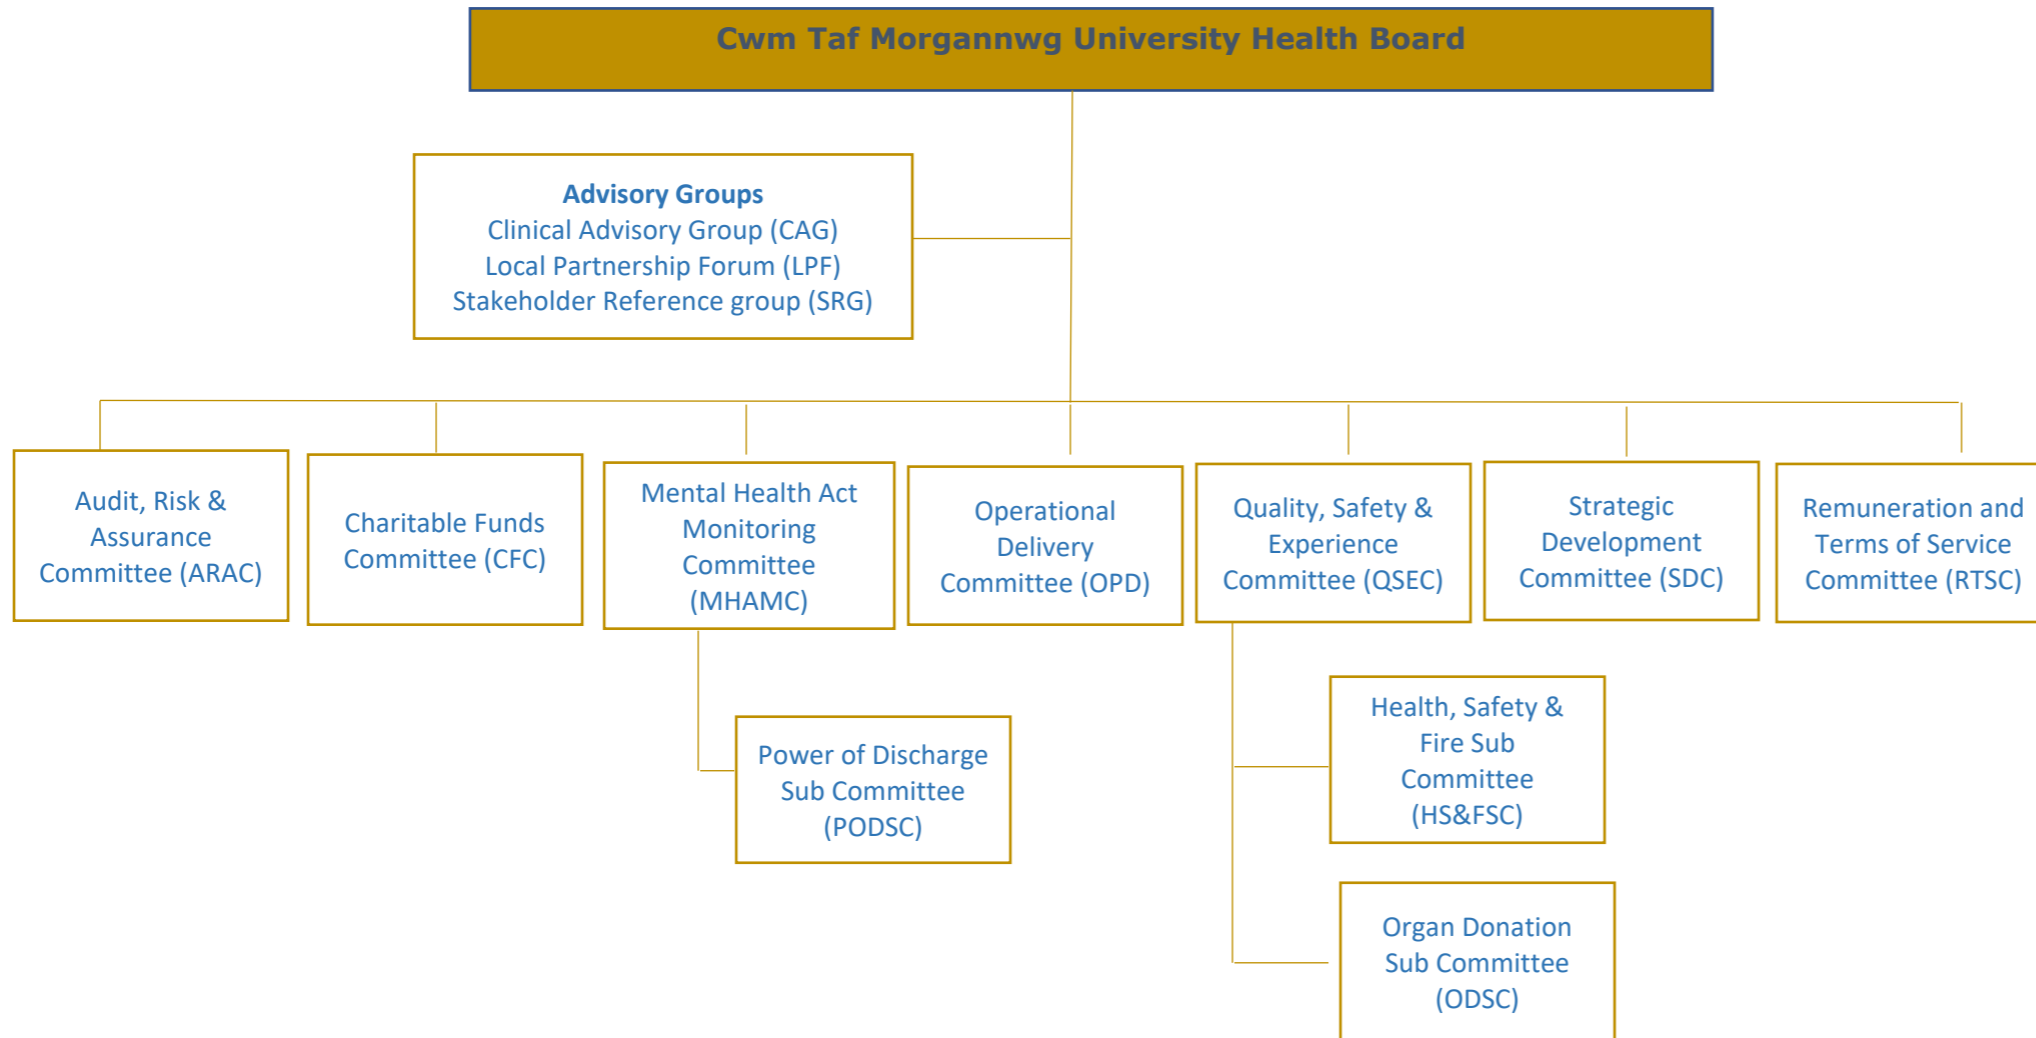 Cwm Taf Morgannwg University Health Board
Advisory Groups
Clinical Advisory Group (CAG)
Local Partnership Forum (LPF)
Stakeholder Reference group (SRG)
Audit, Risk &
Assurance
Committee (ARAC)
Charitable Funds
Committee (CFC)
Mental Health Act
Monitoring
Committee
(MHAMC)
Operational
Delivery
Committee (OPD)
Quality, Safety &
Experience
Committee (QSEC)
Strategic
Development
Committee (SDC)
Remuneration and
Terms of Service
Committee (RTSC)
Power of Discharge
Sub Committee
(PODSC)
Health, Safety &
Fire Sub
Committee
(HS&FSC)
Organ Donation
Sub Committee
(ODSC)